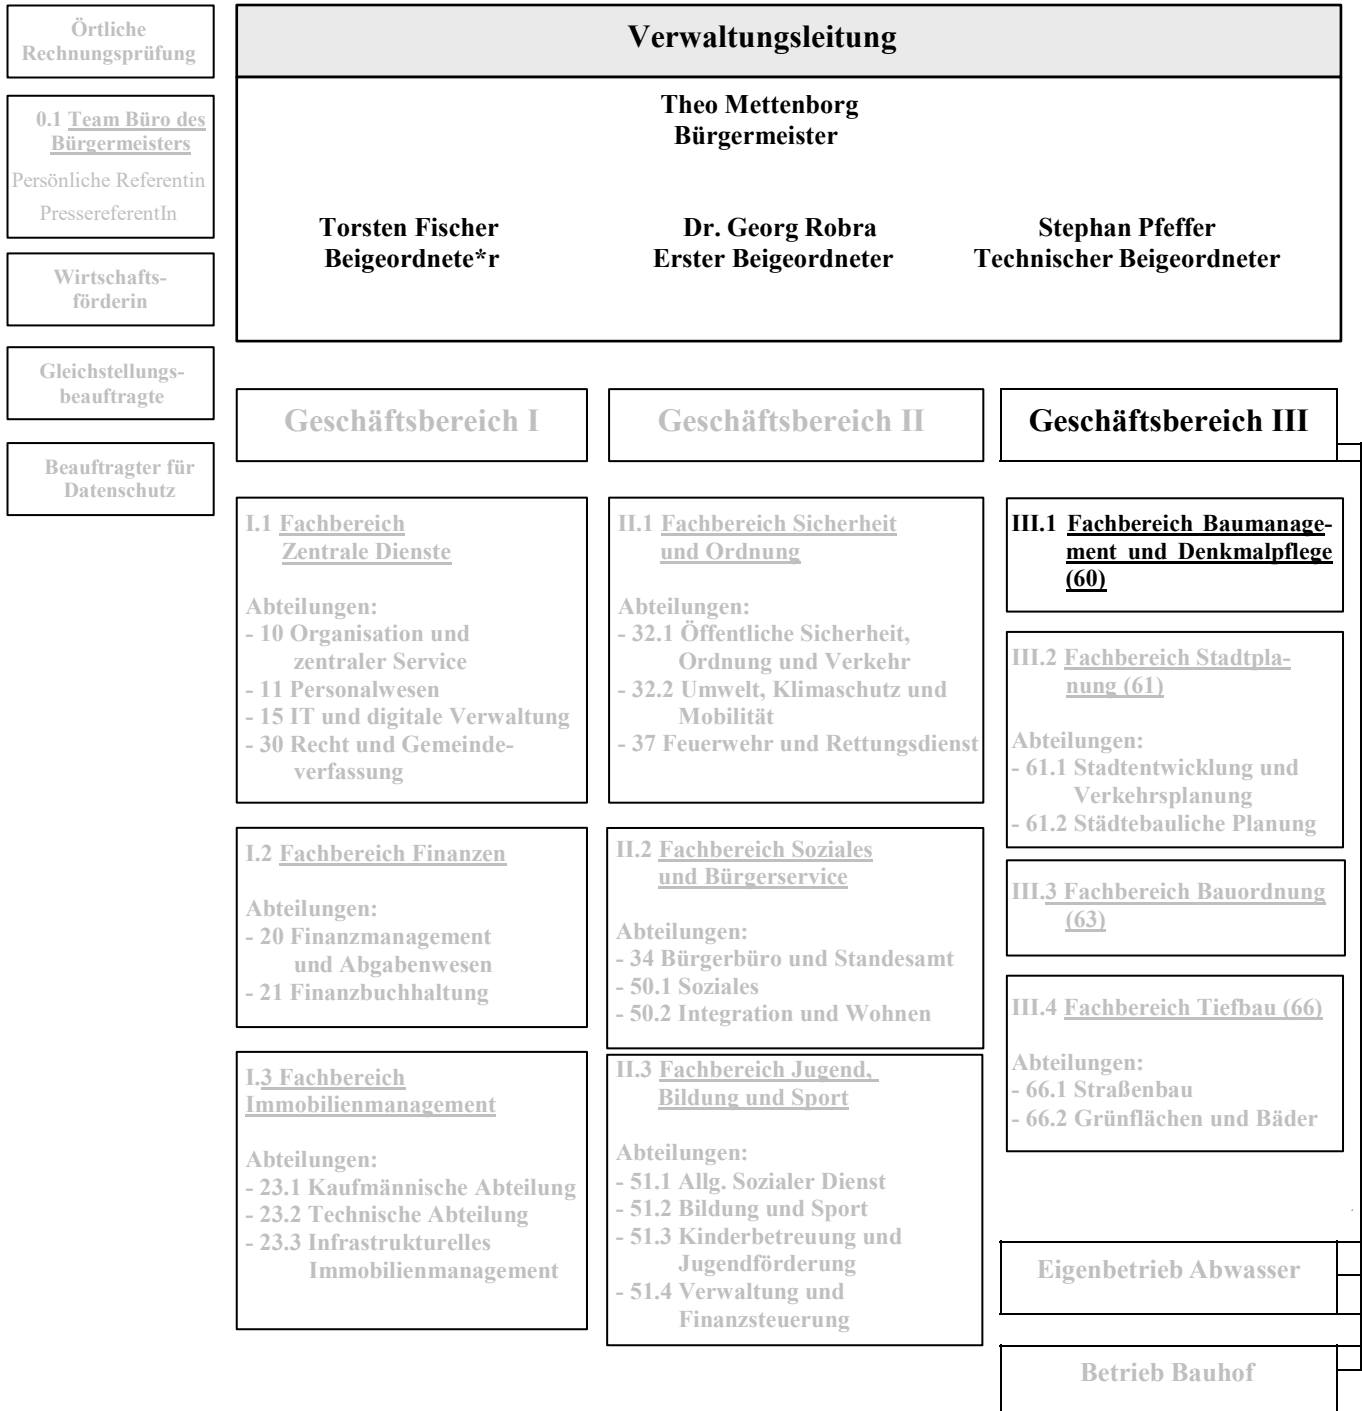 Örtliche
Rechnungsprüfung
0.1 Team Büro des
Bürgermeisters
Persönliche Referentin
PressereferentIn
Wirtschafts-
förderin
Gleichstellungs-
beauftragte
Beauftragter für
Datenschutz
Verwaltungsleitung
Theo Mettenborg
Bürgermeister
Torsten Fischer
Beigeordnete*r
Dr. Georg Robra
Erster Beigeordneter
Stephan Pfeffer
Technischer Beigeordneter
Geschäftsbereich I
I.1 Fachbereich
Zentrale Dienste
Abteilungen:
- 10 Organisation und
zentraler Service
- 11 Personalwesen
- 15 IT und digitale Verwaltung
- 30 Recht und Gemeinde-
verfassung
I.2 Fachbereich Finanzen
Abteilungen:
- 20 Finanzmanagement
und Abgabenwesen
- 21 Finanzbuchhaltung
I.3 Fachbereich
Immobilienmanagement
Abteilungen:
- 23.1 Kaufmännische Abteilung
- 23.2 Technische Abteilung
- 23.3 Infrastrukturelles
Immobilienmanagement
Geschäftsbereich II
II.1 Fachbereich Sicherheit
und Ordnung
Abteilungen:
- 32.1 Öffentliche Sicherheit,
Ordnung und Verkehr
- 32.2 Umwelt, Klimaschutz und
Mobilität
- 37 Feuerwehr und Rettungsdienst
II.2 Fachbereich Soziales
und Bürgerservice
Abteilungen:
- 34 Bürgerbüro und Standesamt
- 50.1 Soziales
- 50.2 Integration und Wohnen
II.3 Fachbereich Jugend,
Bildung und Sport
Abteilungen:
- 51.1 Allg. Sozialer Dienst
- 51.2 Bildung und Sport
- 51.3 Kinderbetreuung und
Jugendförderung
- 51.4 Verwaltung und
Finanzsteuerung
Geschäftsbereich III
III.1 Fachbereich Baumanage-
ment und Denkmalpflege
(60)
III.2 Fachbereich Stadtpla-
nung (61)
Abteilungen:
- 61.1 Stadtentwicklung und
Verkehrsplanung
- 61.2 Städtebauliche Planung
III.3 Fachbereich Bauordnung
(63)
III.4 Fachbereich Tiefbau (66)
Abteilungen:
- 66.1 Straßenbau
- 66.2 Grünflächen und Bäder
Eigenbetrieb Abwasser
Betrieb Bauhof